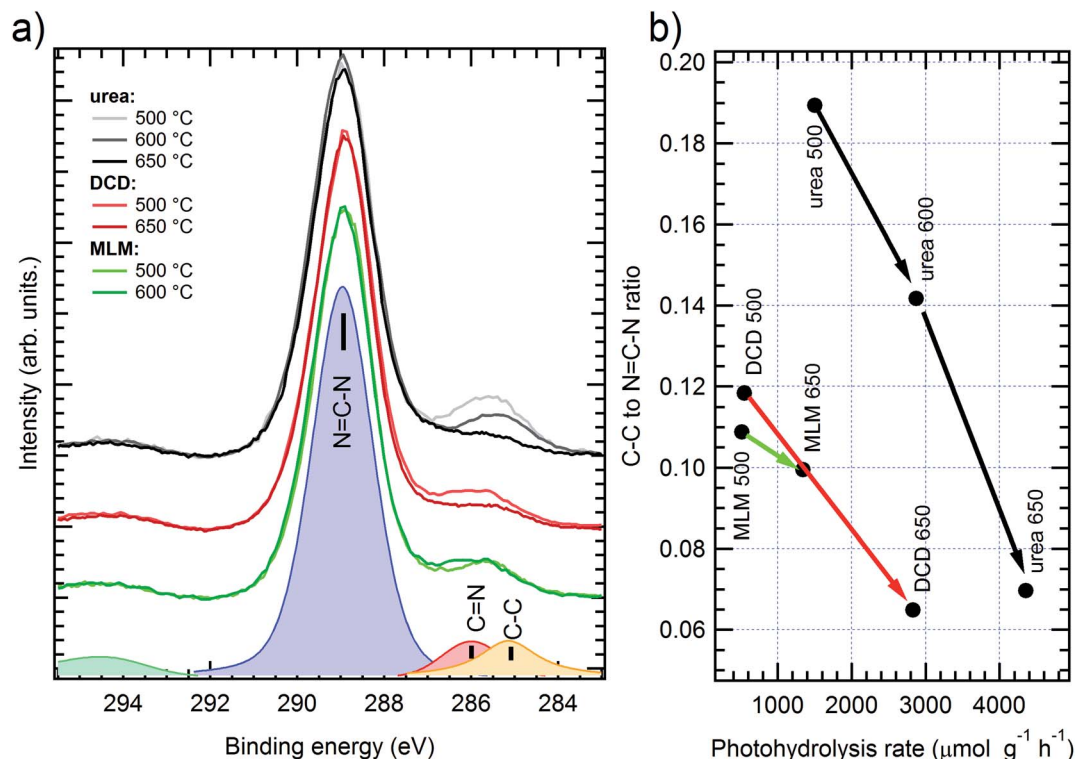 a)
urea:
500 °C
600 °C
650 °C
DCD:
500 °C
650 °C
MLM:
500 °C
600 °C
N=C-N
C=N
C-C
Intensity (arb. units.)
294 292 290 288 286 284
Binding energy (eV)
b)
0.20
0.18
0.16
0.14
0.12
0.10
0.08
0.06
C-C to N=C-N ratio
urea 500
urea 600
urea 650
DCD 500
MLM 650
MLM 500
DCD 650
1000 2000 3000 4000
Photohydrolysis rate (μmol g⁻¹ h⁻¹)